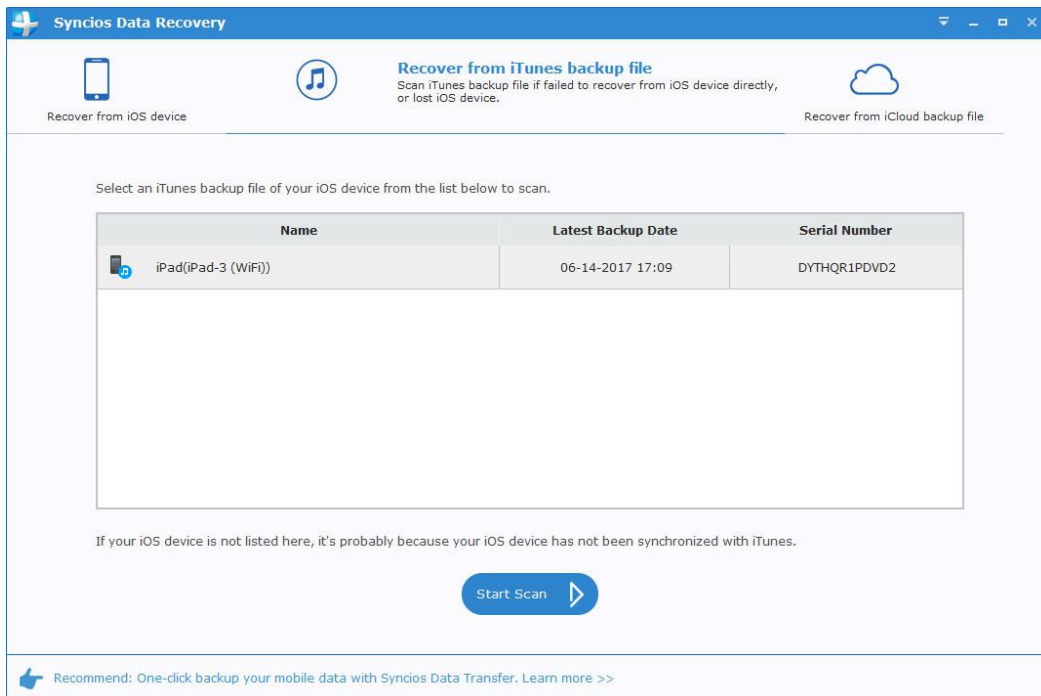 Syncios Data Recovery
Recover from iOS device
Recover from iTunes backup file
Scan iTunes backup file if failed to recover from iOS device directly,
or lost iOS device.
Recover from iCloud backup file
Select an iTunes backup file of your iOS device from the list below to scan.
Name Latest Backup Date Serial Number
iPad(iPad-3 (WiFi)) 06-14-2017 17:09 DYTHQR1PDVD2
If your iOS device is not listed here, it's probably because your iOS device has not been synchronized with iTunes.
Start Scan
Recommend: One-click backup your mobile data with Syncios Data Transfer. Learn more >>